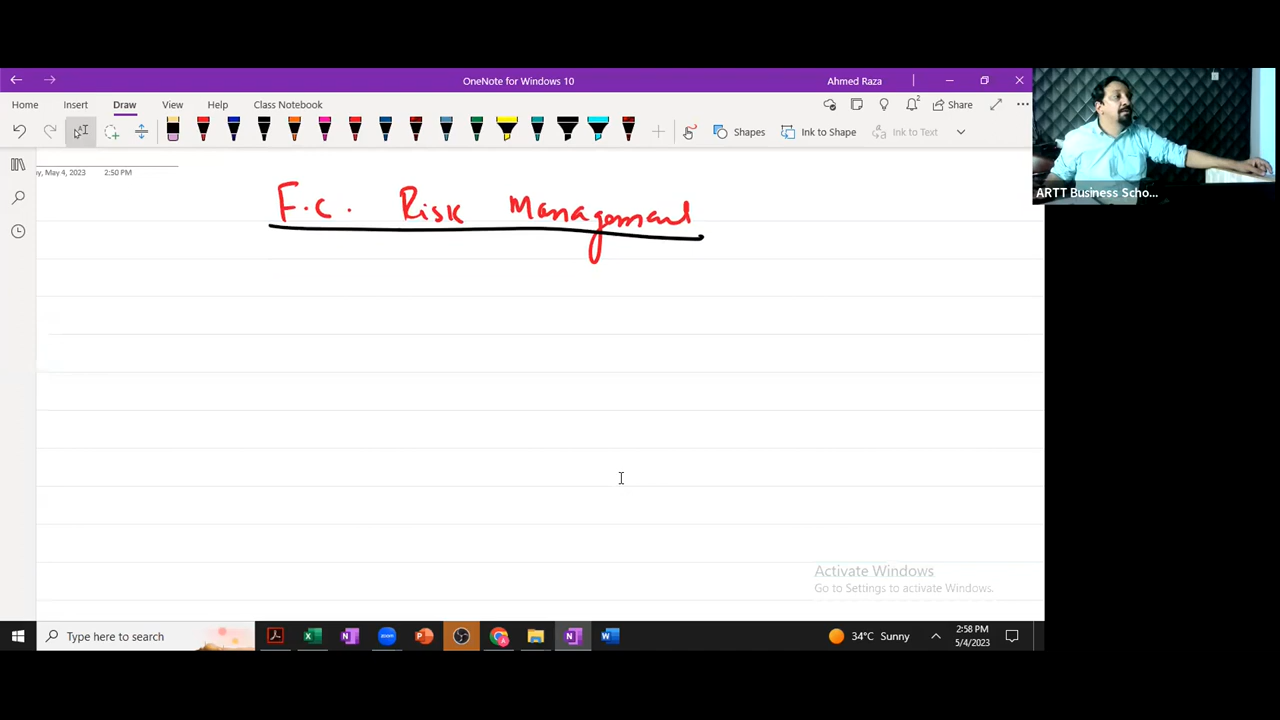 OneNote for Windows 10
Ahmed Raza
Home Insert Draw View Help Class Notebook
Share
Shapes Ink to Shape Ink to Text
y, May 4, 2023 2:50 PM
F.C. Risk Management
ARTT Business Scho...
Activate Windows
Go to Settings to activate Windows.
Type here to search
34°C Sunny
2:58 PM
5/4/2023